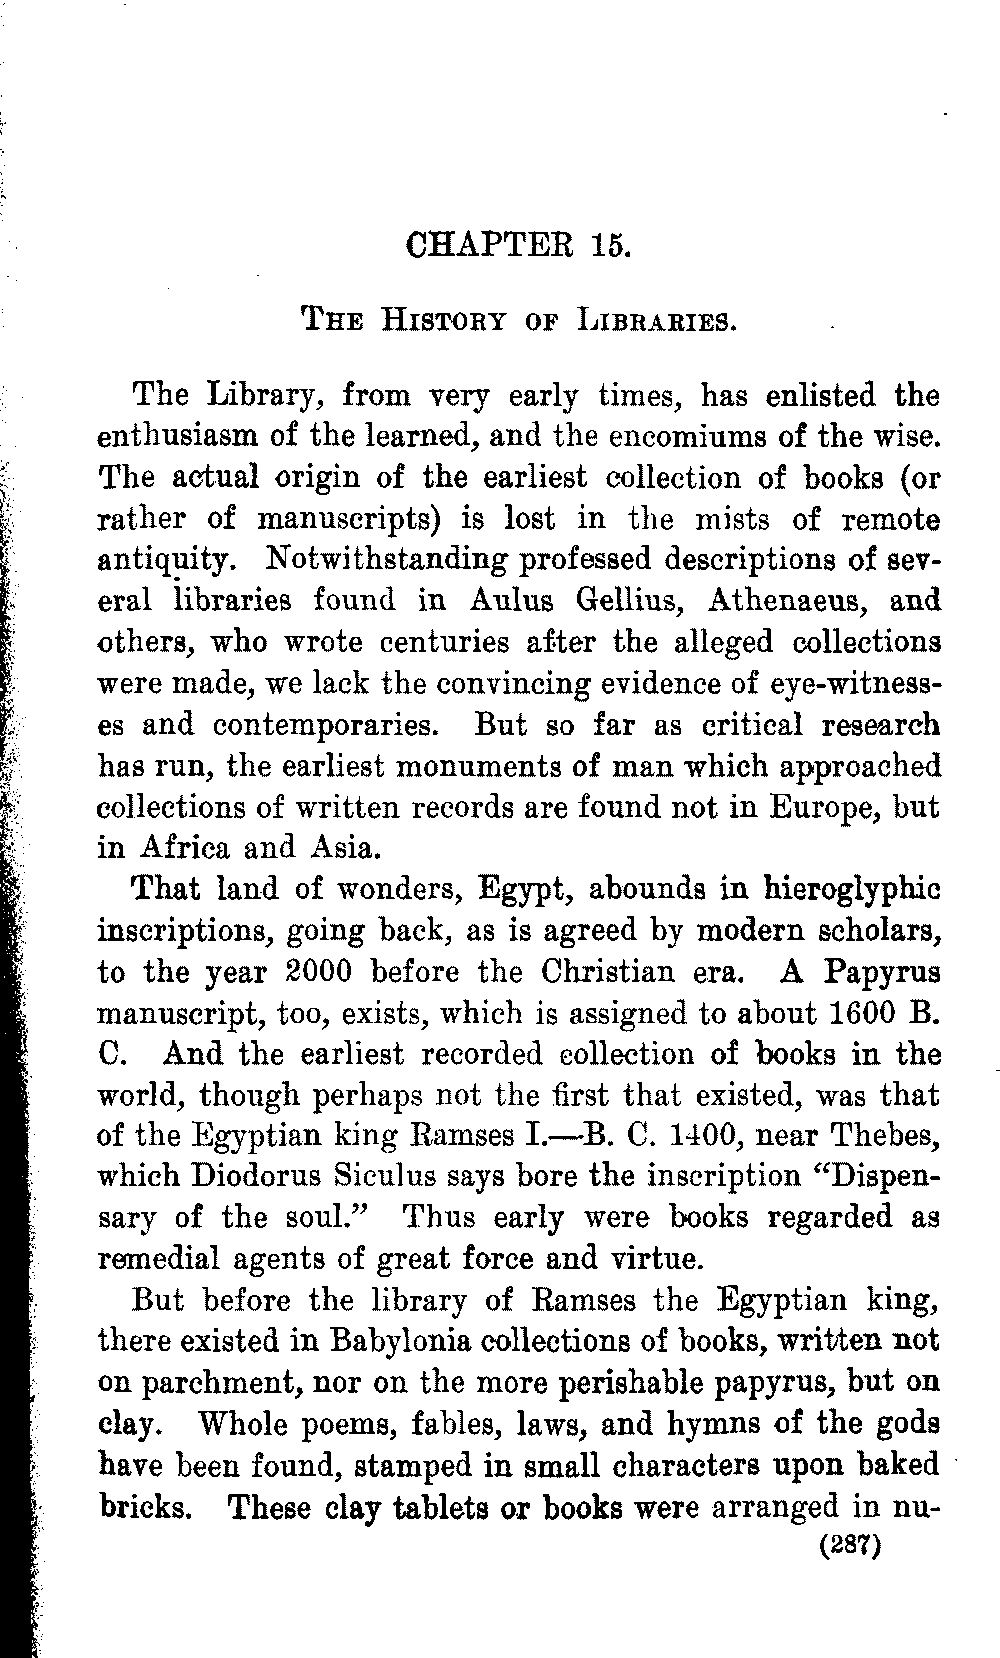 CHAPTER 15.
THE HISTORY OF LIBRARIES.
The Library, from very early times, has enlisted the
enthusiasm of the learned, and the encomiums of the wise.
The actual origin of the earliest collection of books (or
rather of manuscripts) is lost in the mists of remote
antiquity. Notwithstanding professed descriptions of sev-
eral libraries found in Aulus Gellius, Athenaeus, and
others, who wrote centuries after the alleged collections
were made, we lack the convincing evidence of eye-witness-
es and contemporaries. But so far as critical research
has run, the earliest monuments of man which approached
collections of written records are found not in Europe, but
in Africa and Asia.
That land of wonders, Egypt, abounds in hieroglyphic
inscriptions, going back, as is agreed by modern scholars,
to the year 2000 before the Christian era. A Papyrus
manuscript, too, exists, which is assigned to about 1600 B.
C. And the earliest recorded collection of books in the
world, though perhaps not the first that existed, was that
of the Egyptian king Ramses I.—B. C. 1400, near Thebes,
which Diodorus Siculus says bore the inscription “Dispen-
sary of the soul.” Thus early were books regarded as
remedial agents of great force and virtue.
But before the library of Ramses the Egyptian king,
there existed in Babylonia collections of books, written not
on parchment, nor on the more perishable papyrus, but on
clay. Whole poems, fables, laws, and hymns of the gods
have been found, stamped in small characters upon baked
bricks. These clay tablets or books were arranged in nu-
(287)